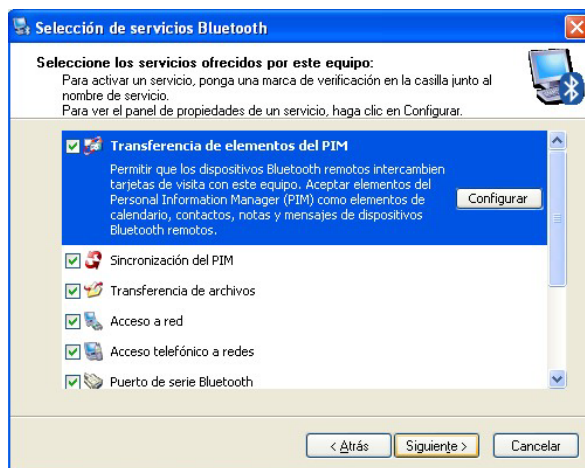 Selección de servicios Bluetooth
Seleccione los servicios ofrecidos por este equipo:
Para activar un servicio, ponga una marca de verificación en la casilla junto al
nombre de servicio.
Para ver el panel de propiedades de un servicio, haga clic en Configurar.
Transferencia de elementos del PIM
Permitir que los dispositivos Bluetooth remotos intercambien
tarjetas de visita con este equipo. Aceptar elementos del
Personal Information Manager (PIM) como elementos de
calendario, contactos, notas y mensajes de dispositivos
Bluetooth remotos.
Configurar
Sincronización del PIM
Transferencia de archivos
Acceso a red
Acceso telefónico a redes
Puerto de serie Bluetooth
< Atrás
Siguiente >
Cancelar